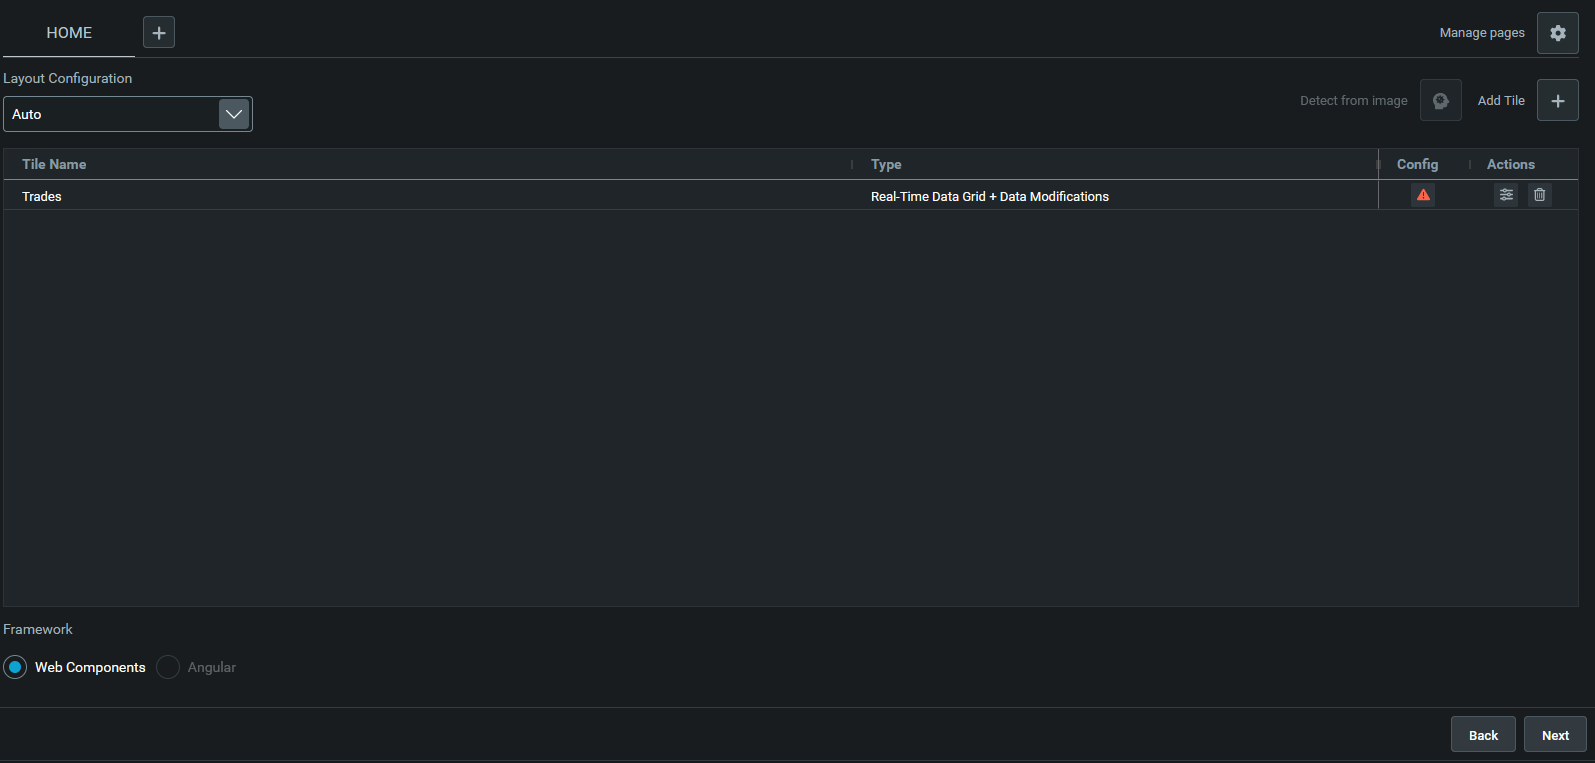 HOME
Manage pages
Layout Configuration
Auto
Detect from image
Add Tile
Tile Name Type Config Actions
Trades Real-Time Data Grid + Data Modifications
Framework
Web Components Angular
Back Next